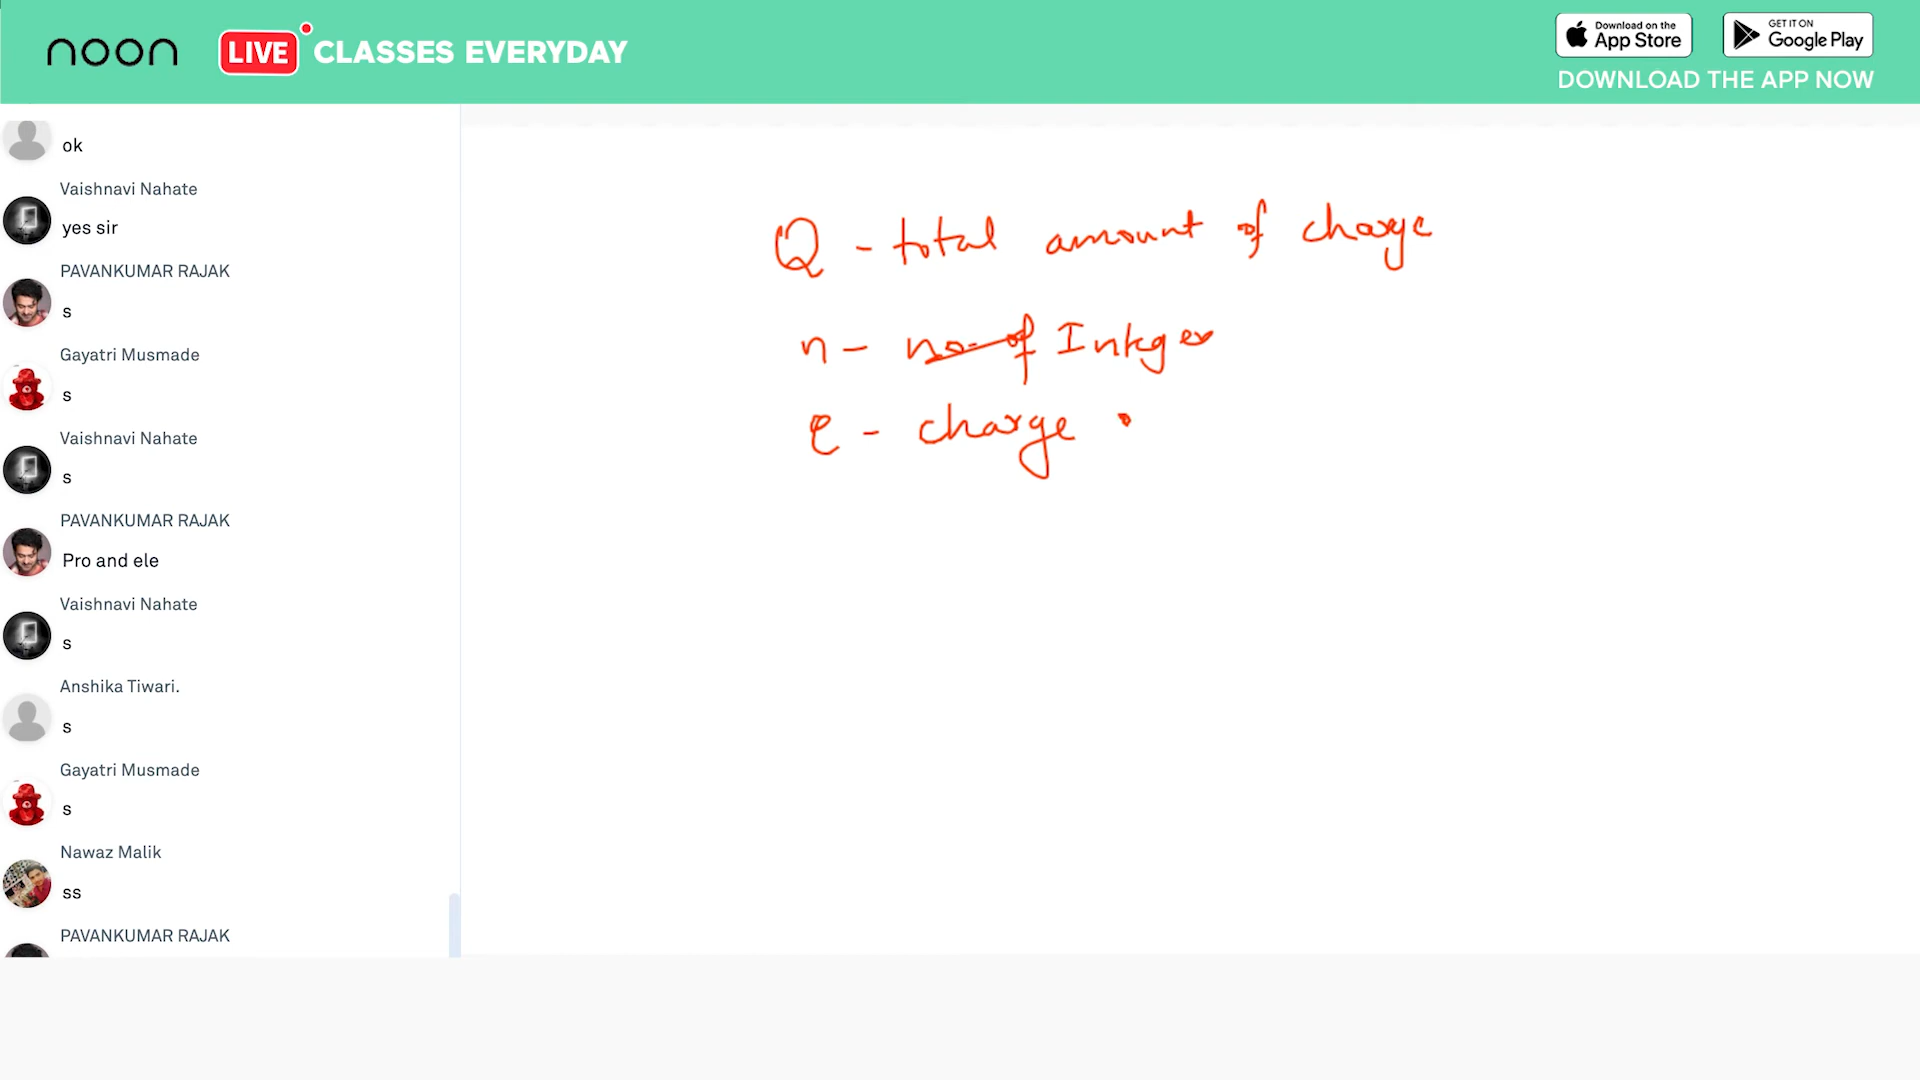 noon LIVE CLASSES EVERYDAY
Download on the
App Store
GET IT ON
Google Play
DOWNLOAD THE APP NOW
ok
Vaishnavi Nahate
yes sir
PAVANKUMAR RAJAK
s
Gayatri Musmade
s
Vaishnavi Nahate
s
PAVANKUMAR RAJAK
Pro and ele
Vaishnavi Nahate
s
Anshika Tiwari.
s
Gayatri Musmade
s
Nawaz Malik
ss
PAVANKUMAR RAJAK
Q - total amount of charge
n - no. of Integer
e - charge